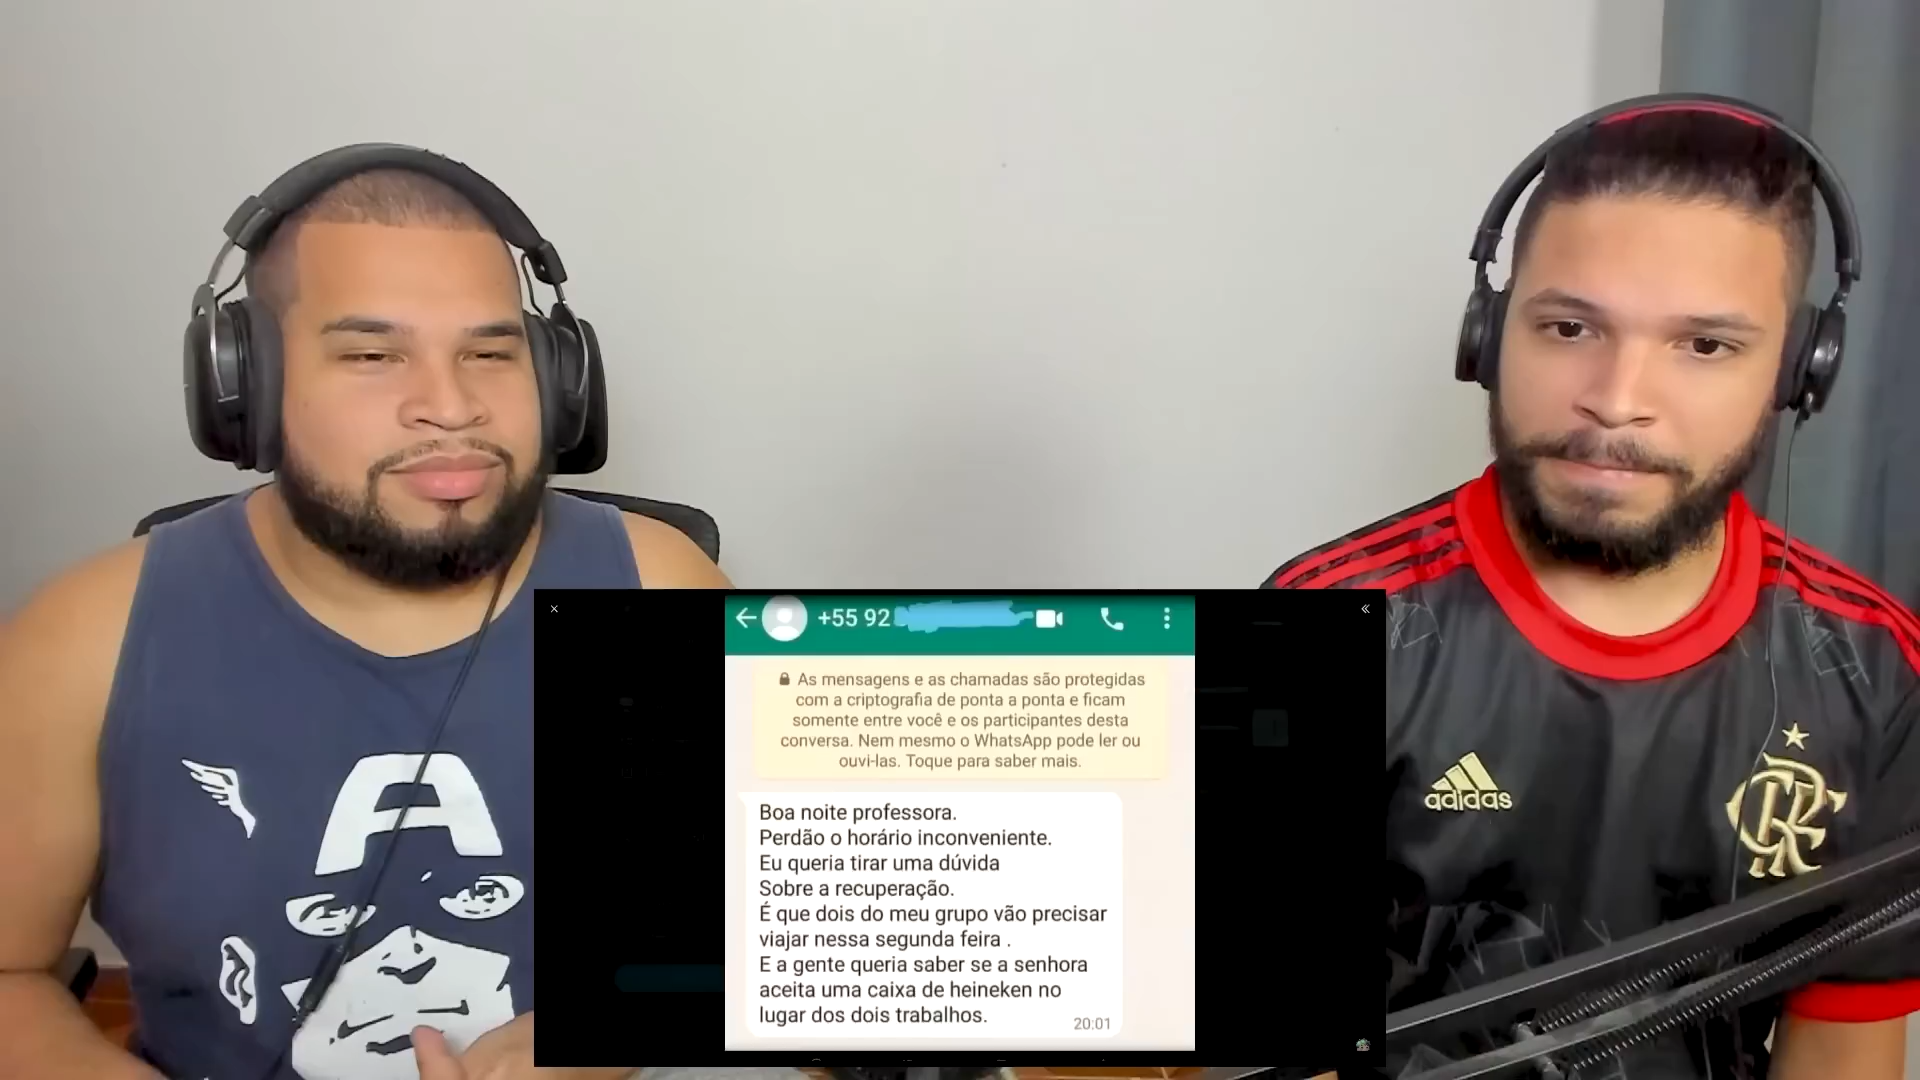 +55 92
As mensagens e as chamadas são protegidas
com a criptografia de ponta a ponta e ficam
somente entre você e os participantes desta
conversa. Nem mesmo o WhatsApp pode ler ou
ouvi-las. Toque para saber mais.
Boa noite professora.
Perdão o horário inconveniente.
Eu queria tirar uma dúvida
Sobre a recuperação.
É que dois do meu grupo vão precisar
viajar nessa segunda feira .
E a gente queria saber se a senhora
aceita uma caixa de heineken no
lugar dos dois trabalhos.
20:01
adidas
CRF
A